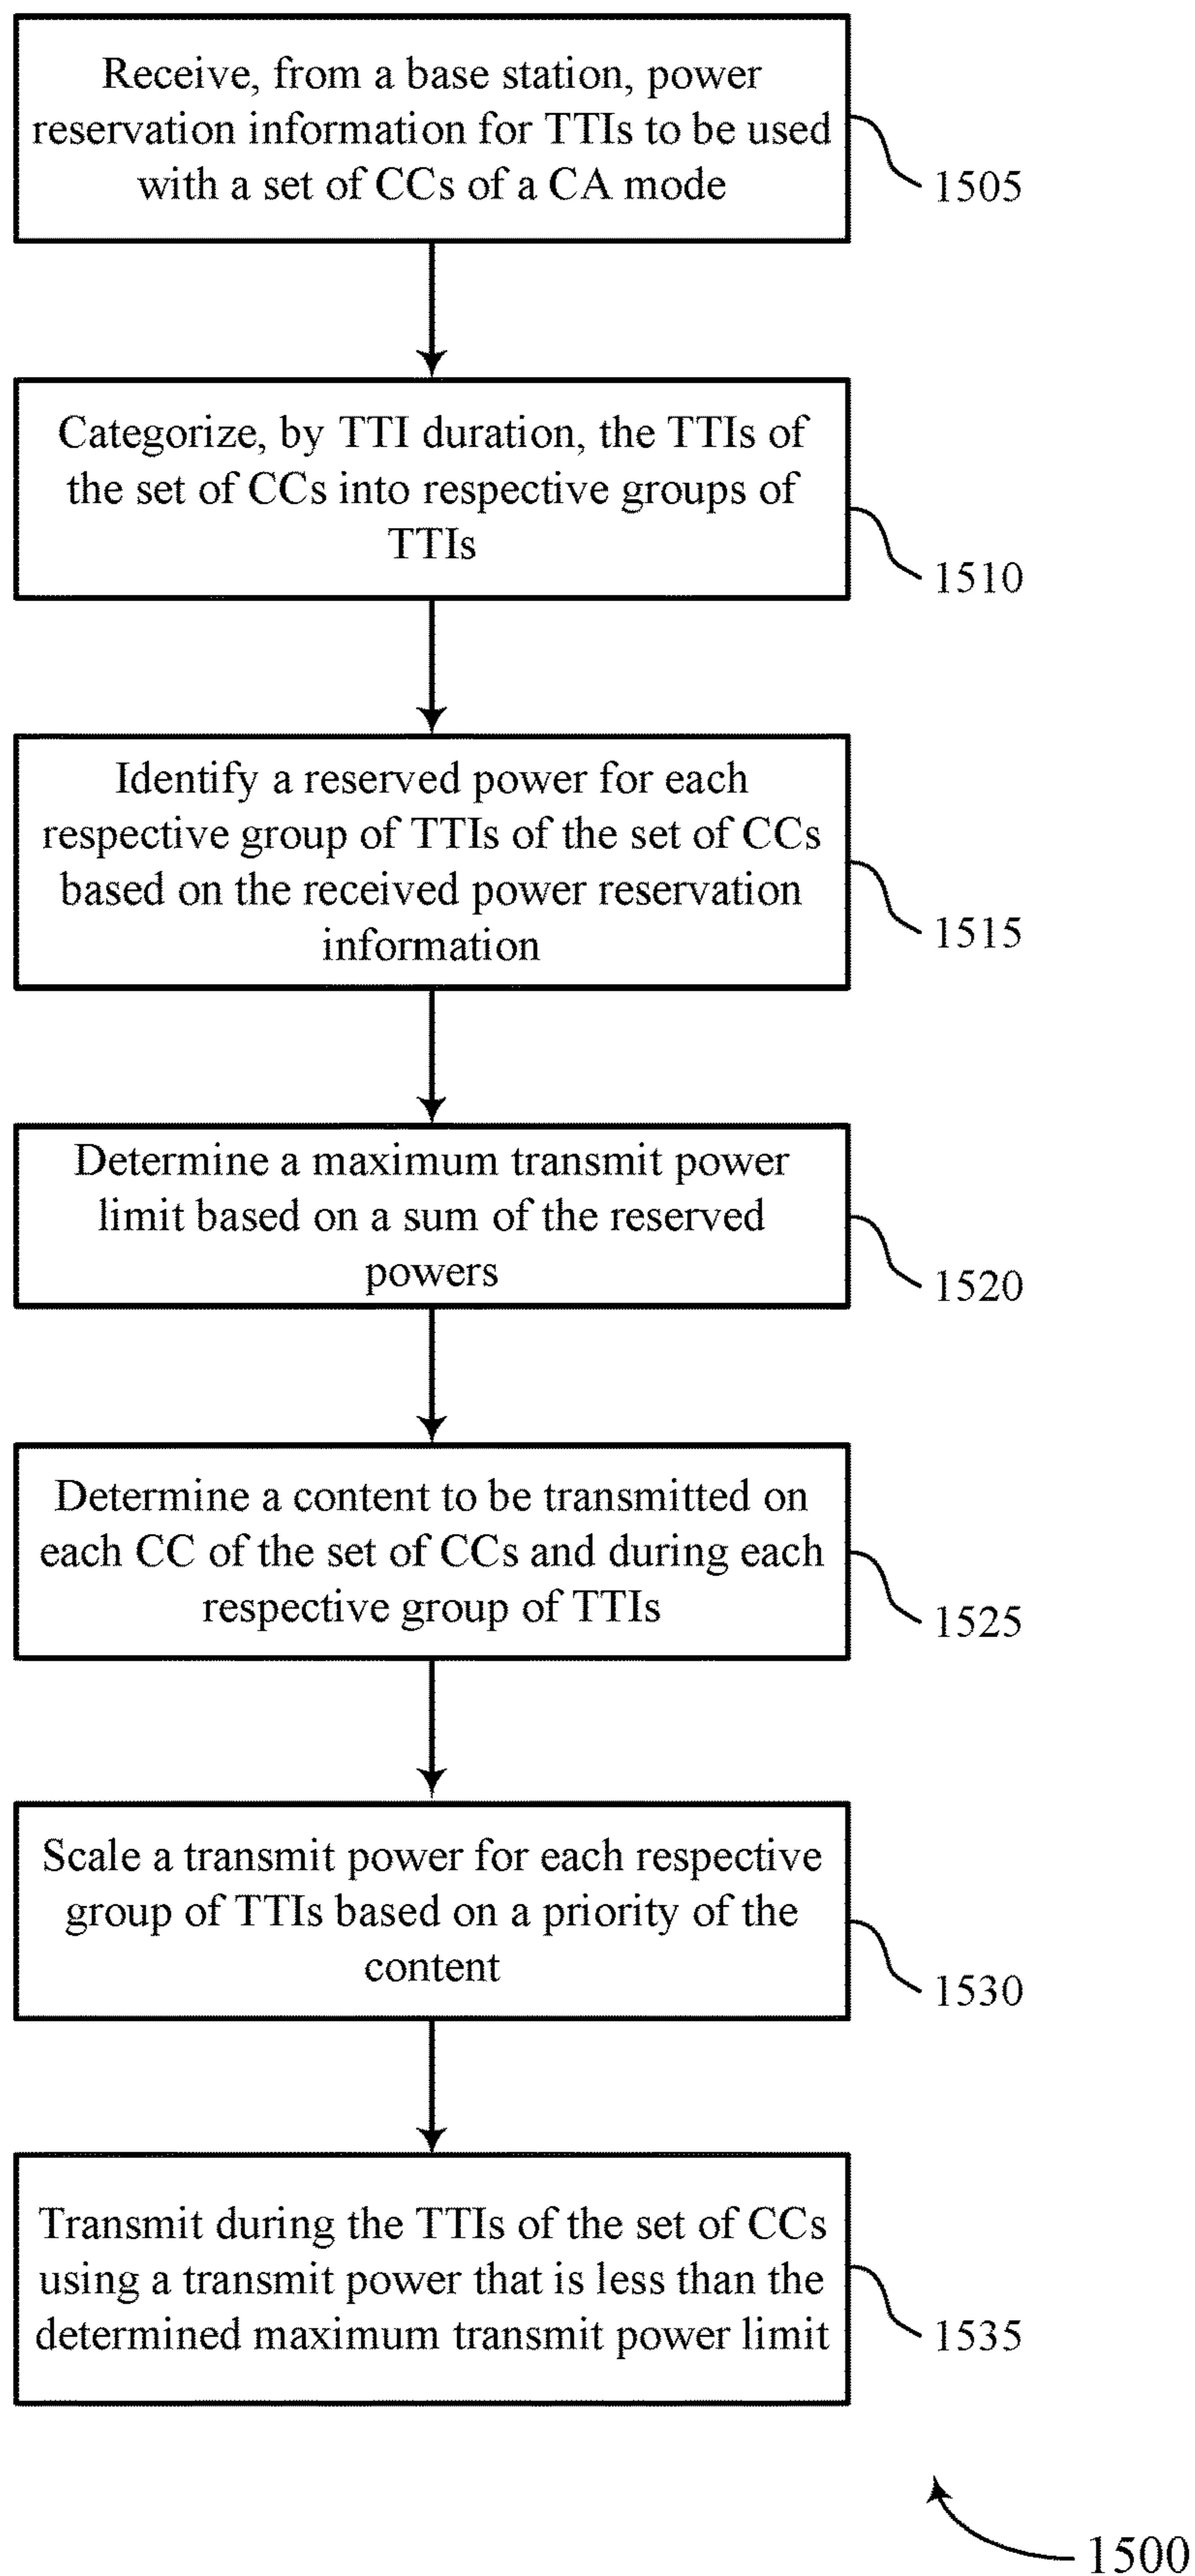 Receive, from a base station, power
reservation information for TTIs to be used
with a set of CCs of a CA mode
1505
Categorize, by TTI duration, the TTIs of
the set of CCs into respective groups of
TTIs
1510
Identify a reserved power for each
respective group of TTIs of the set of CCs
based on the received power reservation
information
1515
Determine a maximum transmit power
limit based on a sum of the reserved
powers
1520
Determine a content to be transmitted on
each CC of the set of CCs and during each
respective group of TTIs
1525
Scale a transmit power for each respective
group of TTIs based on a priority of the
content
1530
Transmit during the TTIs of the set of CCs
using a transmit power that is less than the
determined maximum transmit power limit
1535
1500